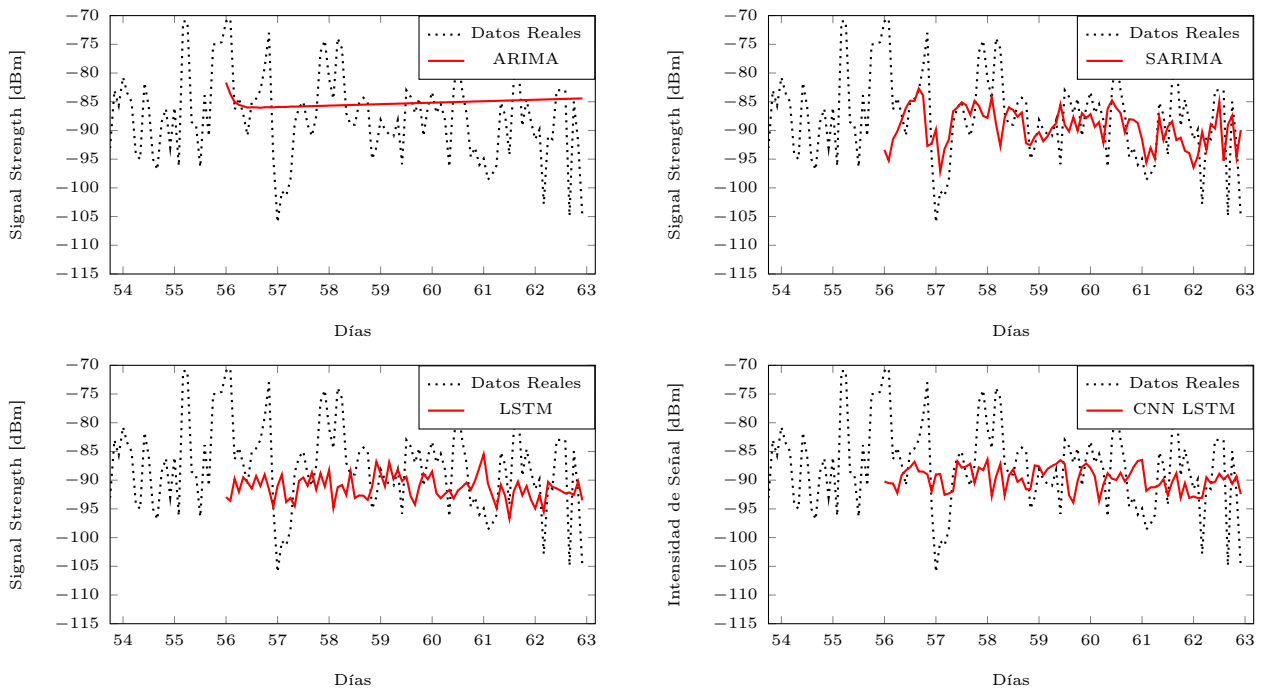 −70
−75
−80
−85
−90
−95
−100
−105
−110
−115
54 55 56 57 58 59 60 61 62 63
Signal Strength [dBm]
Días
Datos Reales
ARIMA
−70
−75
−80
−85
−90
−95
−100
−105
−110
−115
54 55 56 57 58 59 60 61 62 63
Signal Strength [dBm]
Días
Datos Reales
SARIMA
−70
−75
−80
−85
−90
−95
−100
−105
−110
−115
54 55 56 57 58 59 60 61 62 63
Signal Strength [dBm]
Días
Datos Reales
LSTM
−70
−75
−80
−85
−90
−95
−100
−105
−110
−115
54 55 56 57 58 59 60 61 62 63
Intensidad de Señal [dBm]
Días
Datos Reales
CNN LSTM